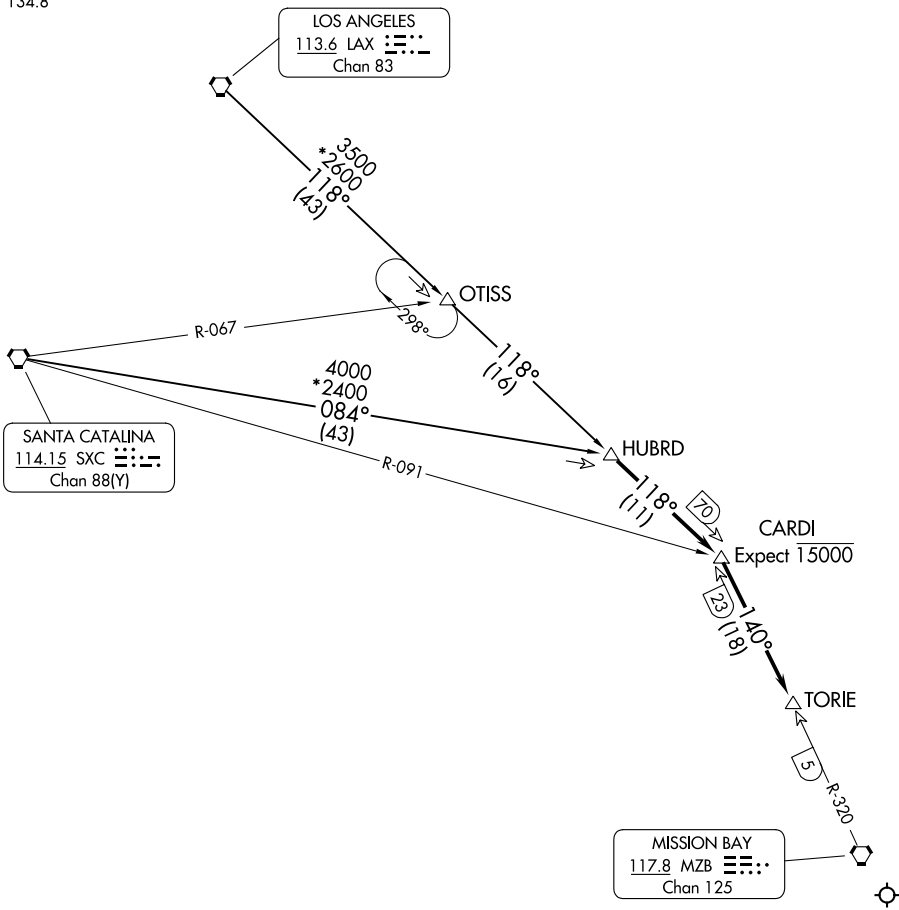 134.8
LOS ANGELES
113.6 LAX
Chan 83
3500
*2600
118°
(43)
OTISS
298°
R-067
118°
(16)
4000
*2400
084°
(43)
SANTA CATALINA
114.15 SXC
Chan 88(Y)
HUBRD
R-091
118°
(11)
70
CARDI
Expect 15000
23
140°
(18)
TORIE
5
R-320
MISSION BAY
117.8 MZB
Chan 125